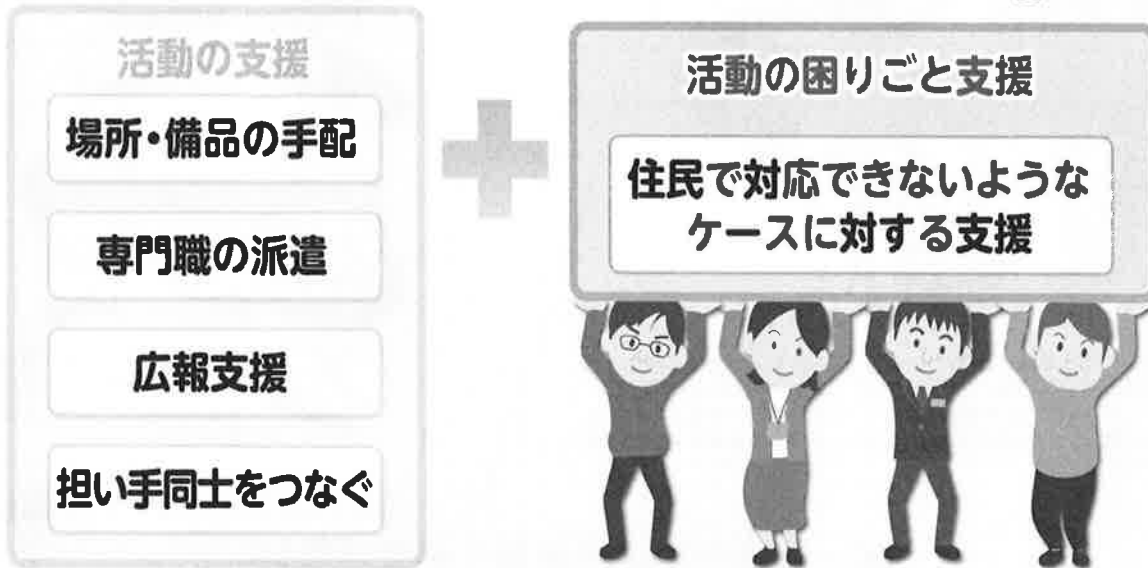 活動の支援
場所・備品の手配
専門職の派遣
広報支援
担い手同士をつなぐ
活動の困りごと支援
住民で対応できないような
ケースに対する支援